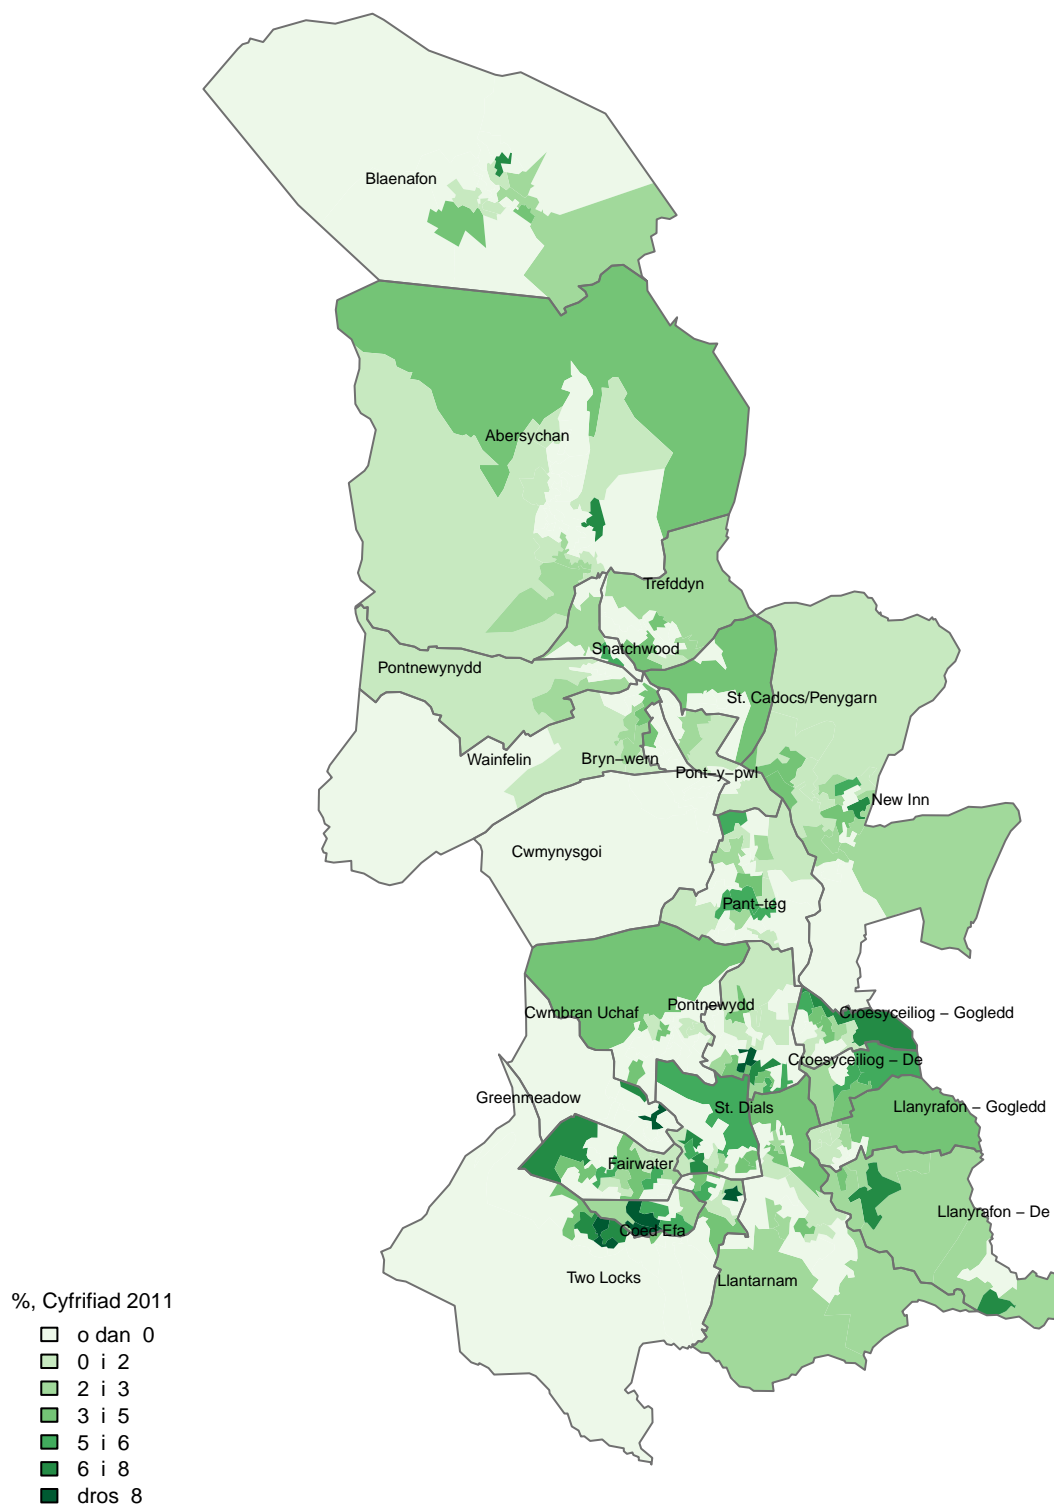 Blaenafon
Abersychan
Trefddyn
Snatchwood
Pontnewynydd
St. Cadocs/Penygarn
Wainfelin
Bryn−wern
Pont−y−pwl
New Inn
Cwmynysgoi
Pant−teg
Pontnewydd
Cwmbran Uchaf
Croesyceiliog − Gogledd
Croesyceiliog − De
Greenmeadow
St. Dials
Llanyrafon − Gogledd
Fairwater
Llanyrafon − De
Coed Efa
Two Locks
Llantarnam
%, Cyfrifiad 2011
o dan 0
0 i 2
2 i 3
3 i 5
5 i 6
6 i 8
dros 8